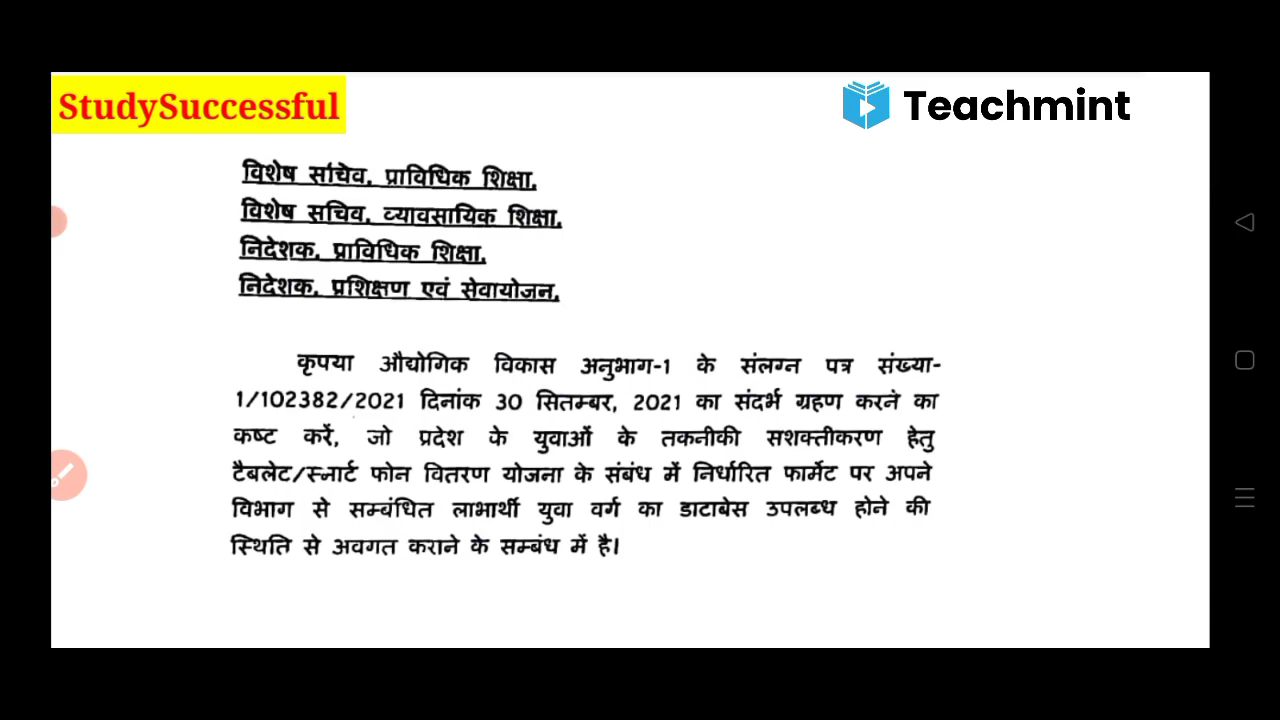 StudySuccessful
Teachmint
विशेष सचिव, प्राविधिक शिक्षा,
विशेष सचिव, व्यावसायिक शिक्षा,
निदेशक, प्राविधिक शिक्षा,
निदेशक, प्रशिक्षण एवं सेवायोजन,
कृपया औद्योगिक विकास अनुभाग-1 के संलग्न पत्र संख्या-
1/102382/2021 दिनांक 30 सितम्बर, 2021 का संदर्भ ग्रहण करने का
कष्ट करें, जो प्रदेश के युवाओं के तकनीकी सशक्तीकरण हेतु
टैबलेट/स्मार्ट फोन वितरण योजना के संबंध में निर्धारित फार्मेट पर अपने
विभाग से सम्बंधित लाभार्थी युवा वर्ग का डाटाबेस उपलब्ध होने की
स्थिति से अवगत कराने के सम्बंध में है।